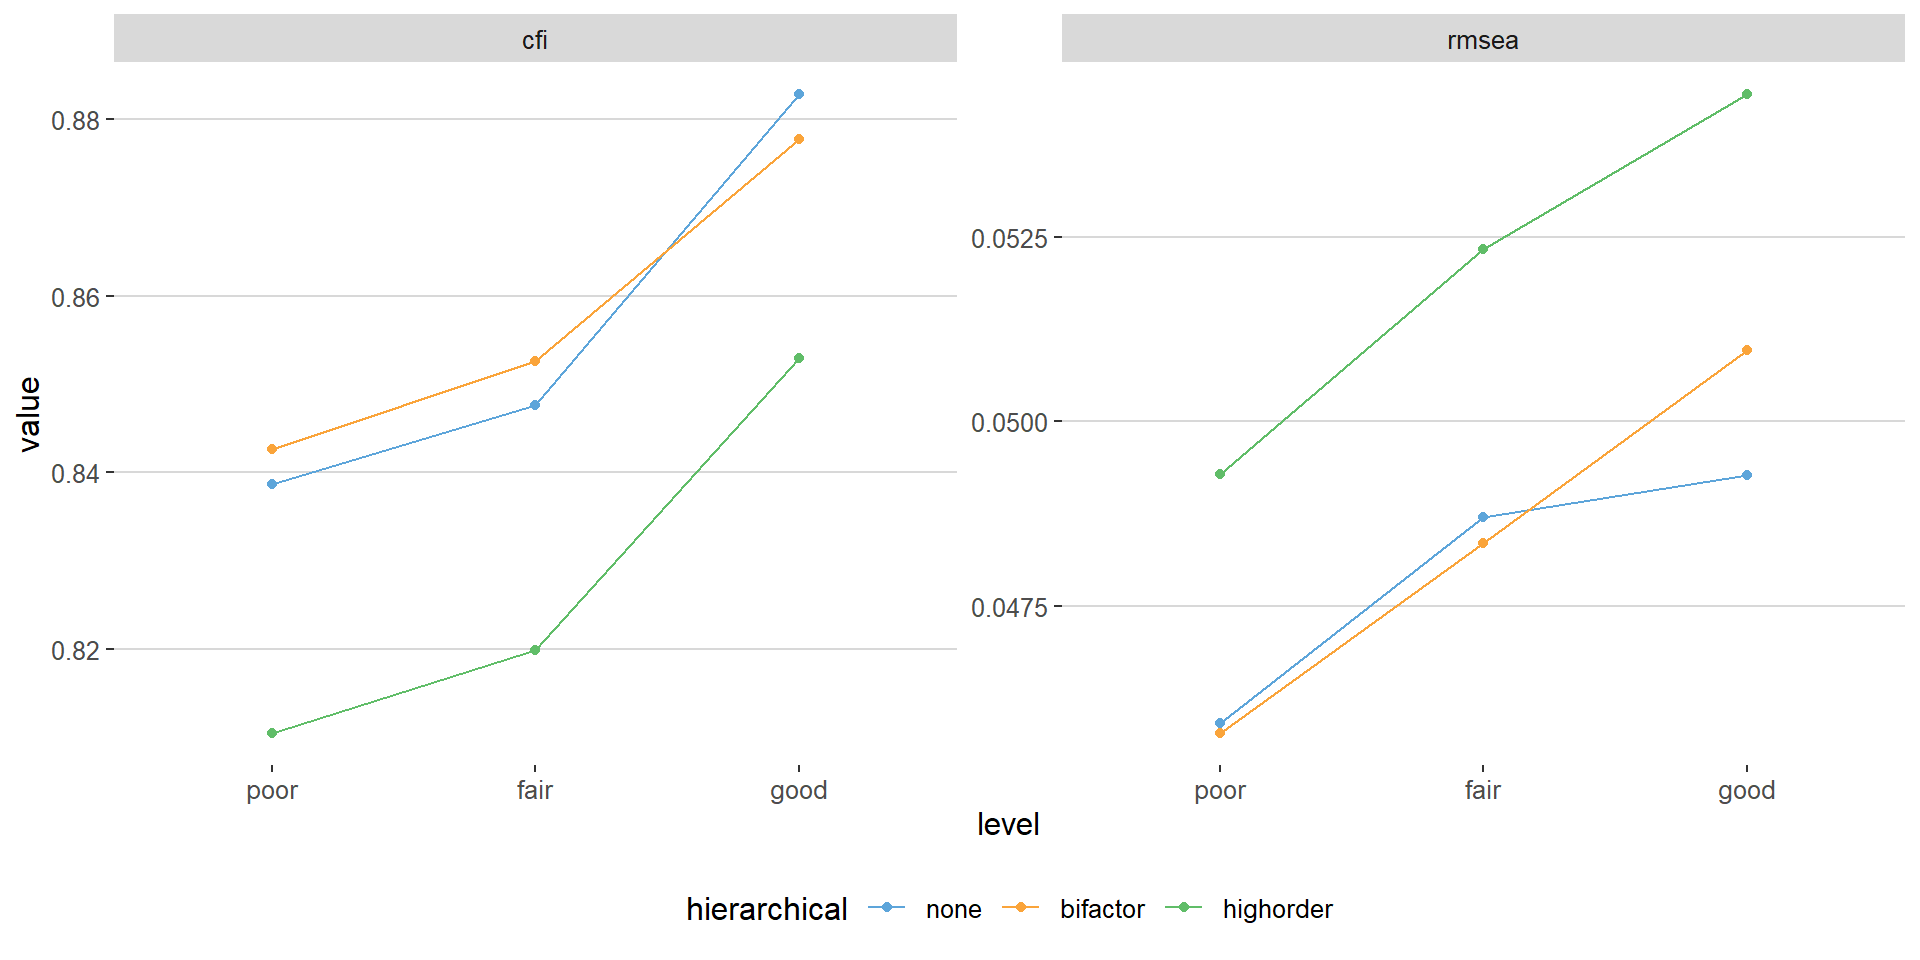 cfi
rmsea
value
0.88
0.86
0.84
0.82
0.0525
0.0500
0.0475
poor fair good
poor fair good
level
hierarchical none bifactor highorder